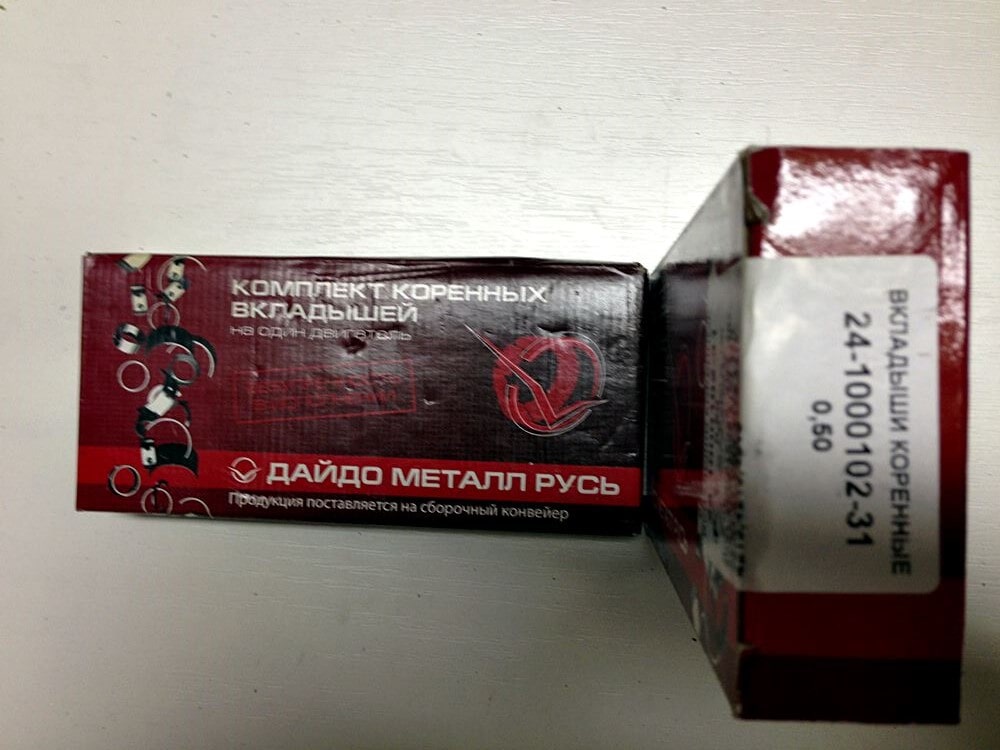 КОМПЛЕКТ КОРЕННЫХ
ВКЛАДЫШЕЙ
на один двигатель
ДАЙДО МЕТАЛЛ РУСЬ
Продукция поставляется на сборочный конвейер
ВКЛАДЫШИ КОРЕННЫЕ
24-1000102-31
0,50